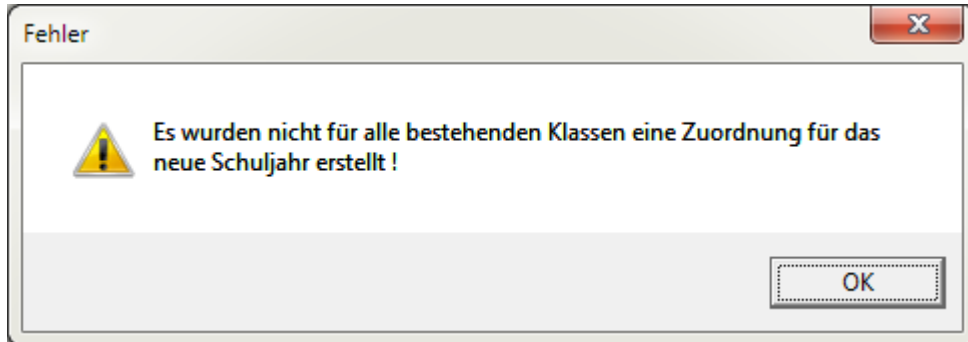 Fehler
Es wurden nicht für alle bestehenden Klassen eine Zuordnung für das
neue Schuljahr erstellt !
OK